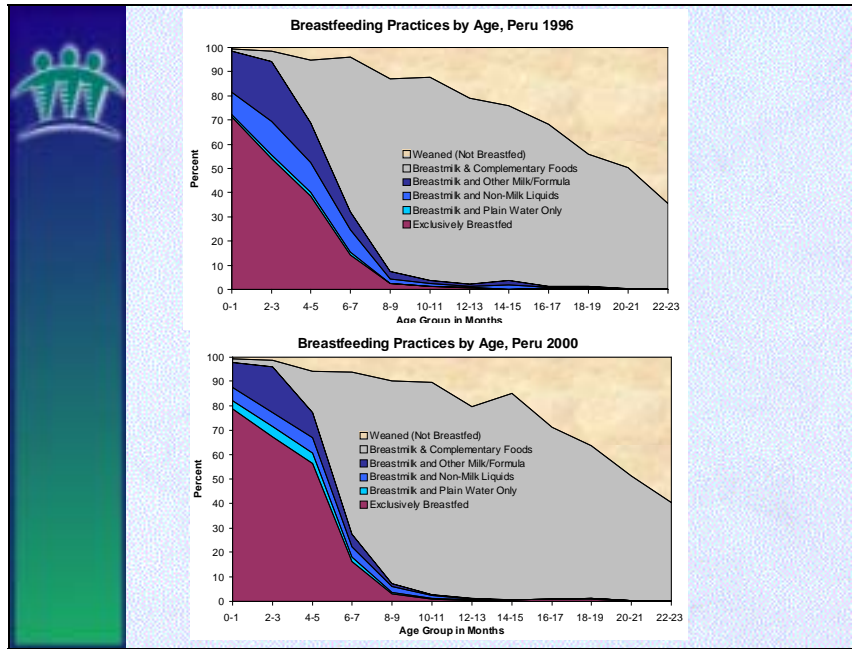 Breastfeeding Practices by Age, Peru 1996
100
90
80
70
60
50
40
30
20
10
0
Percent
Weaned (Not Breastfed)
Breastmilk & Complementary Foods
Breastmilk and Other Milk/Formula
Breastmilk and Non-Milk Liquids
Breastmilk and Plain Water Only
Exclusively Breastfed
0-1 2-3 4-5 6-7 8-9 10-11 12-13 14-15 16-17 18-19 20-21 22-23
Age Group in Months
Breastfeeding Practices by Age, Peru 2000
100
90
80
70
60
50
40
30
20
10
0
Percent
Weaned (Not Breastfed)
Breastmilk & Complementary Foods
Breastmilk and Other Milk/Formula
Breastmilk and Non-Milk Liquids
Breastmilk and Plain Water Only
Exclusively Breastfed
0-1 2-3 4-5 6-7 8-9 10-11 12-13 14-15 16-17 18-19 20-21 22-23
Age Group in Months